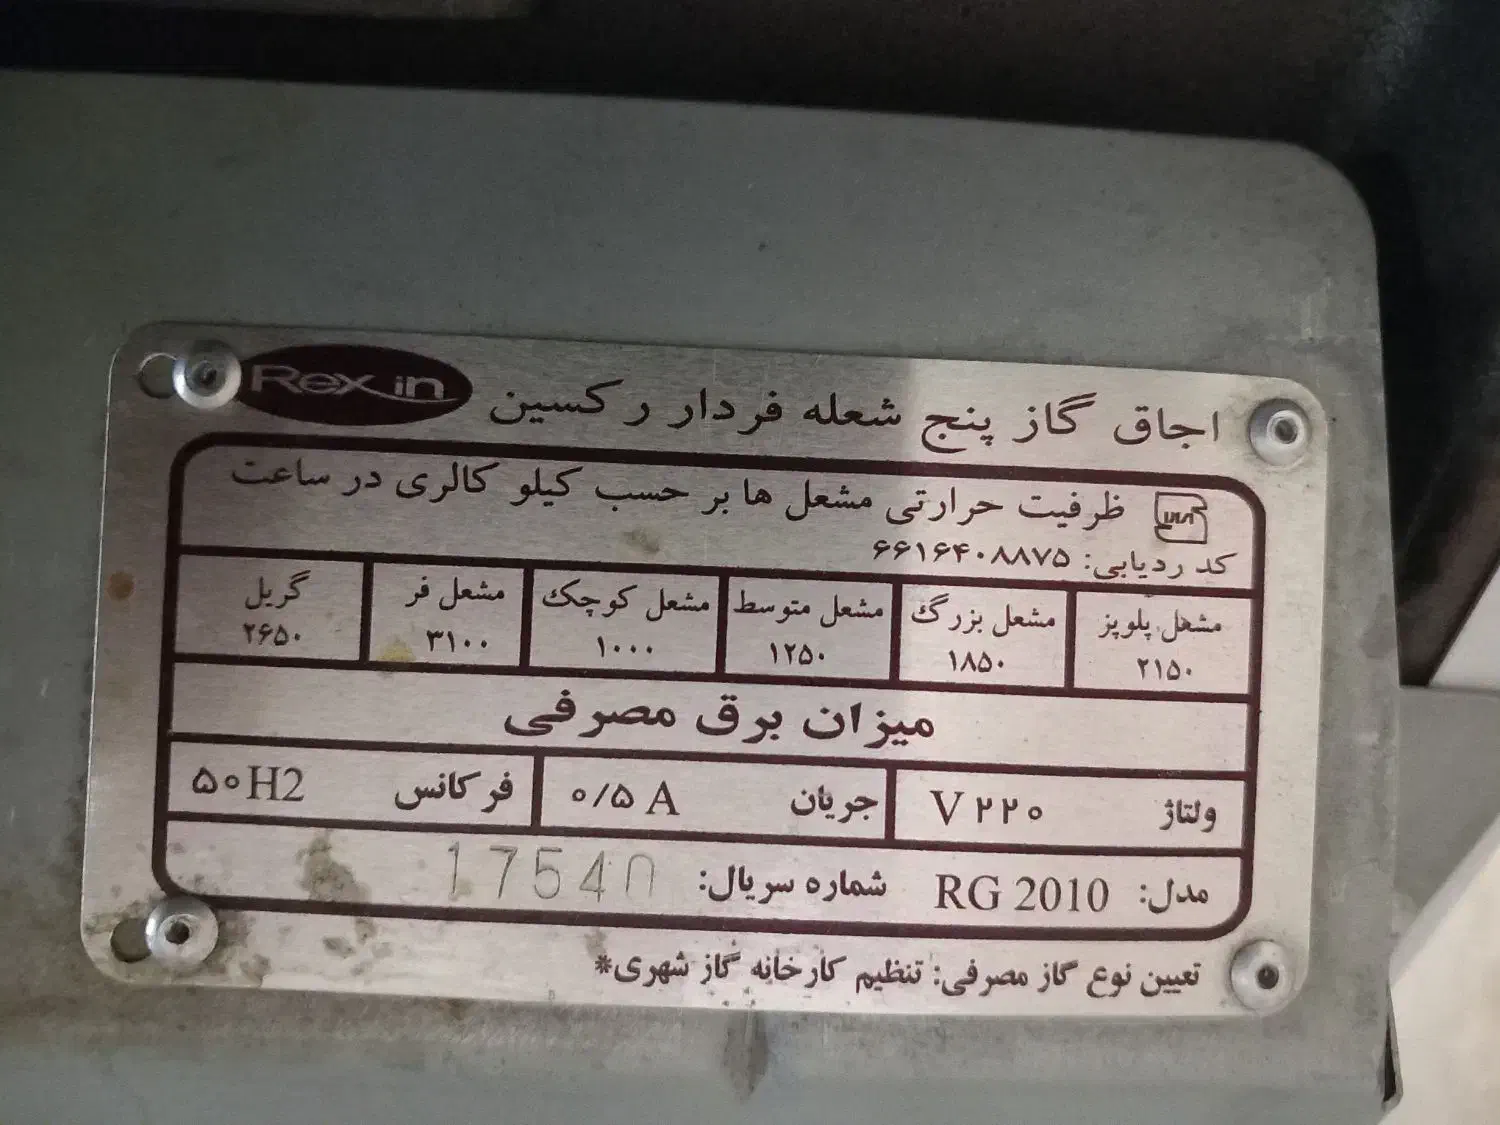 Rexin
اجاق گاز پنج شعله فردار رکسین
ظرفیت حرارتی مشعل ها بر حسب کیلو کالری در ساعت
کد ردیابی: ۶۶۱۶۴۰۸۸۷۵
مشعل پلوپز مشعل بزرگ مشعل متوسط مشعل کوچک مشعل فر گریل
۲۱۵۰ ۱۸۵۰ ۱۲۵۰ ۱۰۰۰ ۳۱۰۰ ۲۶۵۰
میزان برق مصرفی
ولتاژ V ۲۲۰ جریان ۰/۵ A فرکانس ۵۰H2
مدل: RG 2010 شماره سریال: 17540
تعیین نوع گاز مصرفی: تنظیم کارخانه گاز شهری*